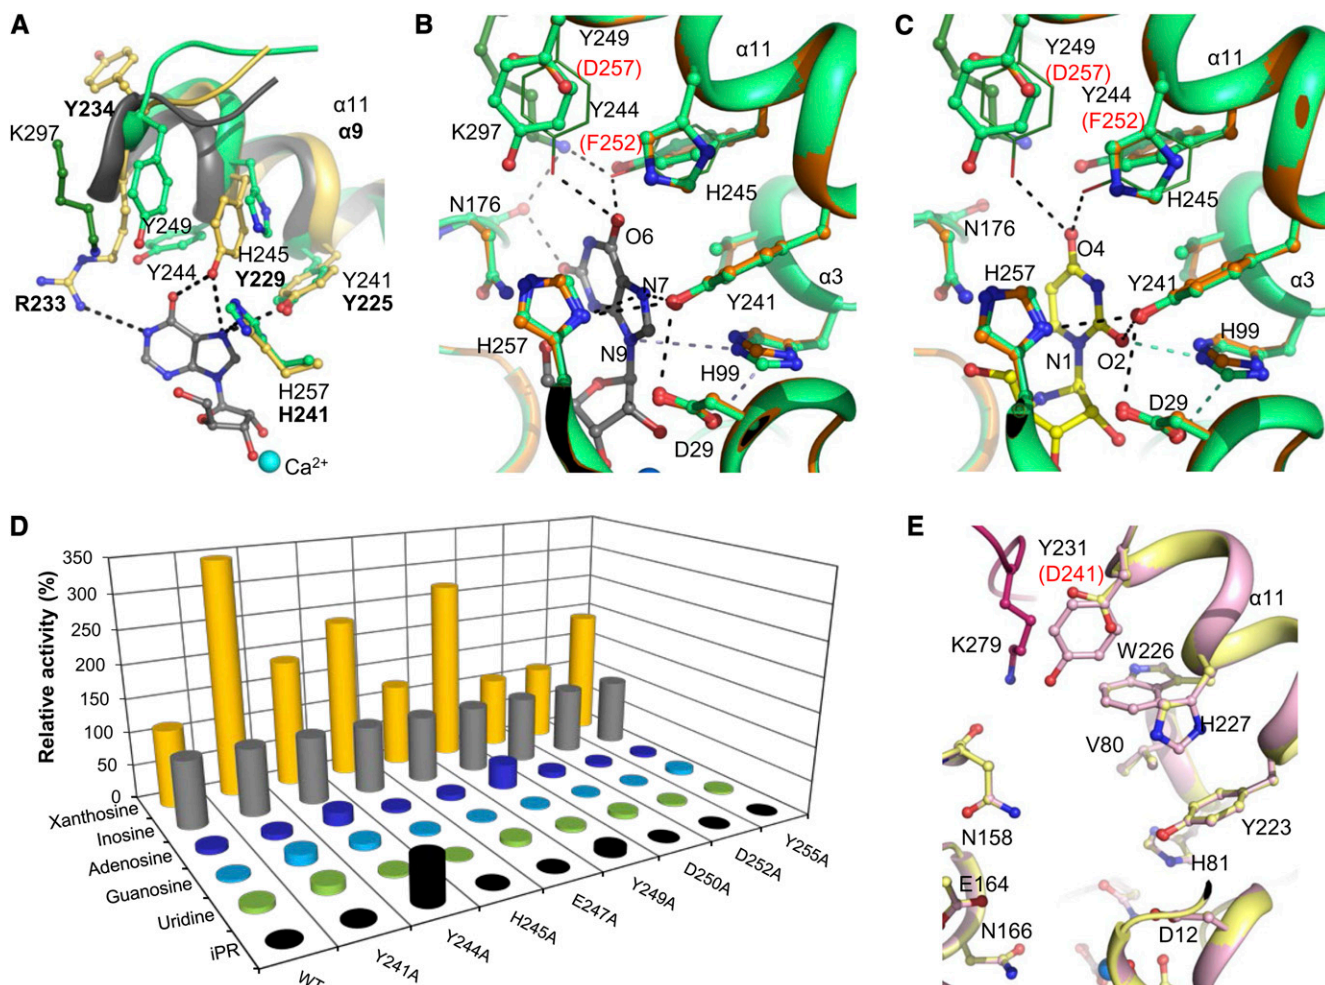 A
Y234
K297
α11
α9
Y249
Y244
H245
Y229
Y241
Y225
R233
H257
H241
Ca²⁺
B
Y249
(D257)
α11
Y244
K297
(F252)
N176
H245
O6
α3
N7
Y241
H257
N9
H99
D29
C
Y249
(D257)
α11
Y244
(F252)
N176
H245
O4
H257
Y241
α3
H99
N1
O2
D29
D
Relative activity (%)
350
300
250
200
150
100
50
0
Xanthosine
Inosine
Adenosine
Guanosine
Uridine
iPR
WT
Y241A
Y244A
H245A
E247A
Y249A
D250A
D252A
Y255A
E
Y231
(D241)
α11
K279
W226
H227
V80
Y223
N158
H81
E164
N166
D12